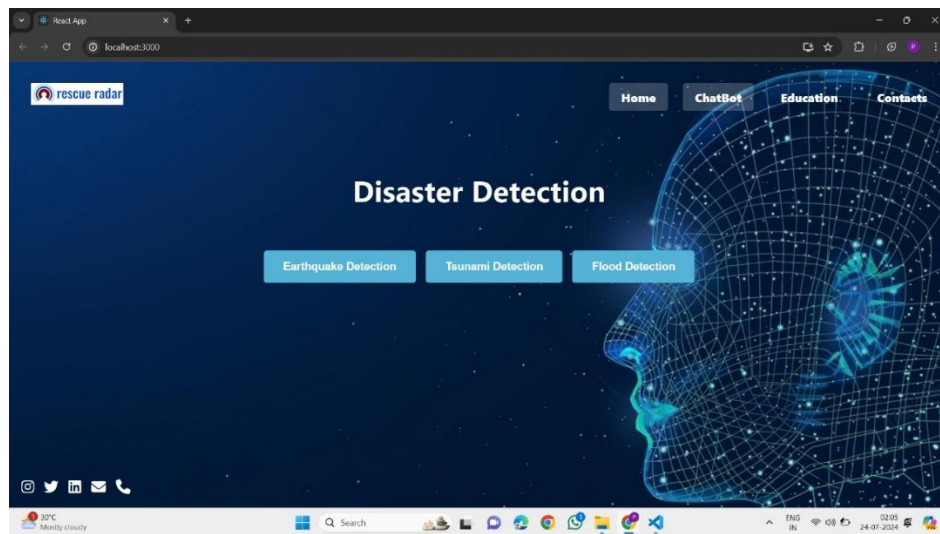 React App
localhost:3000
rescue radar
Home ChatBot Education Contacts
Disaster Detection
Earthquake Detection Tsunami Detection Flood Detection
30°C
Mostly cloudy
Search
ENG
IN
02:05
24-07-2024